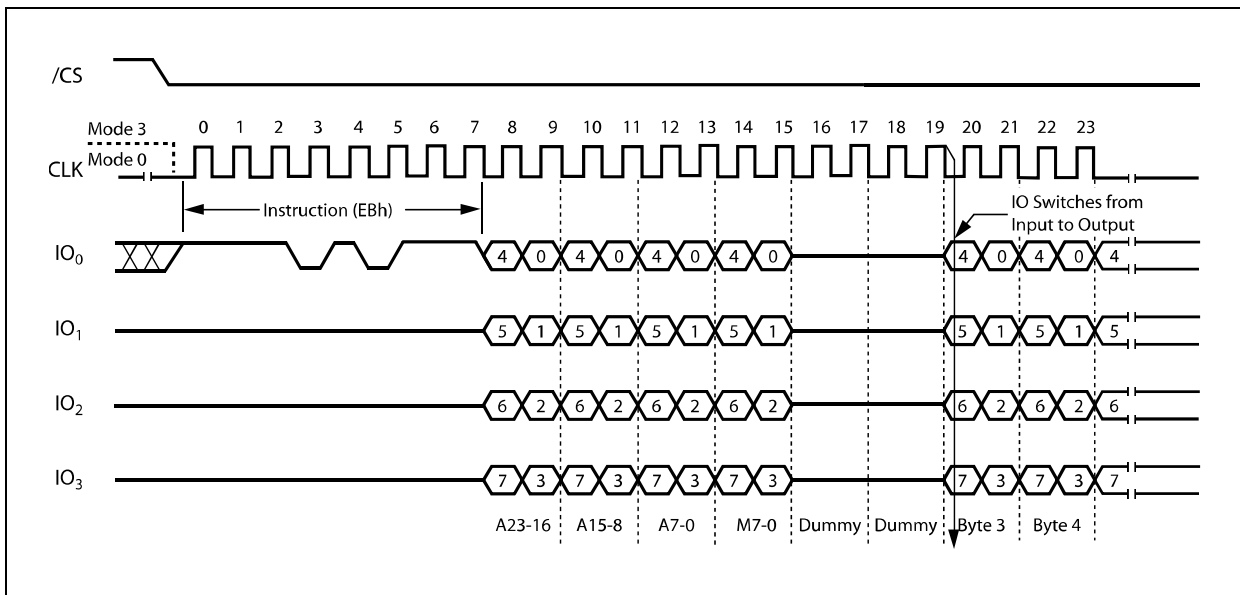 /CS
Mode 3
0 1 2 3 4 5 6 7 8 9 10 11 12 13 14 15 16 17 18 19 20 21 22 23
Mode 0
CLK
Instruction (EBh)
IO Switches from
Input to Output
IO0 4 0 4 0 4 0 4 0 4 0 4 0 4
IO1 5 1 5 1 5 1 5 1 5 1 5 1 5
IO2 6 2 6 2 6 2 6 2 6 2 6 2 6
IO3 7 3 7 3 7 3 7 3 7 3 7 3 7
A23-16 A15-8 A7-0 M7-0 Dummy Dummy Byte 3 Byte 4